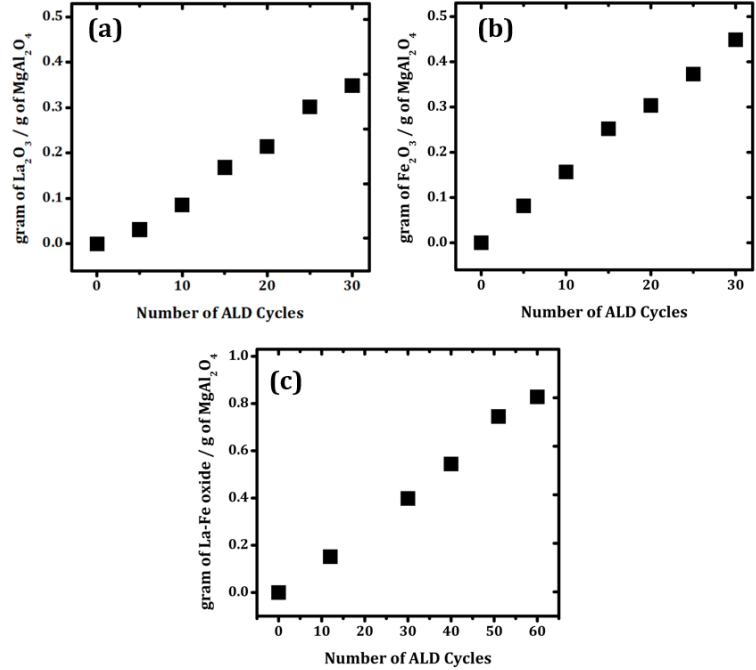 (a)
gram of La₂O₃ / g of MgAl₂O₄
0.5
0.4
0.3
0.2
0.1
0.0
0 10 20 30
Number of ALD Cycles
(b)
gram of Fe₂O₃ / g of MgAl₂O₄
0.5
0.4
0.3
0.2
0.1
0.0
0 10 20 30
Number of ALD Cycles
(c)
gram of La-Fe oxide / g of MgAl₂O₄
1.0
0.8
0.6
0.4
0.2
0.0
0 10 20 30 40 50 60
Number of ALD Cycles